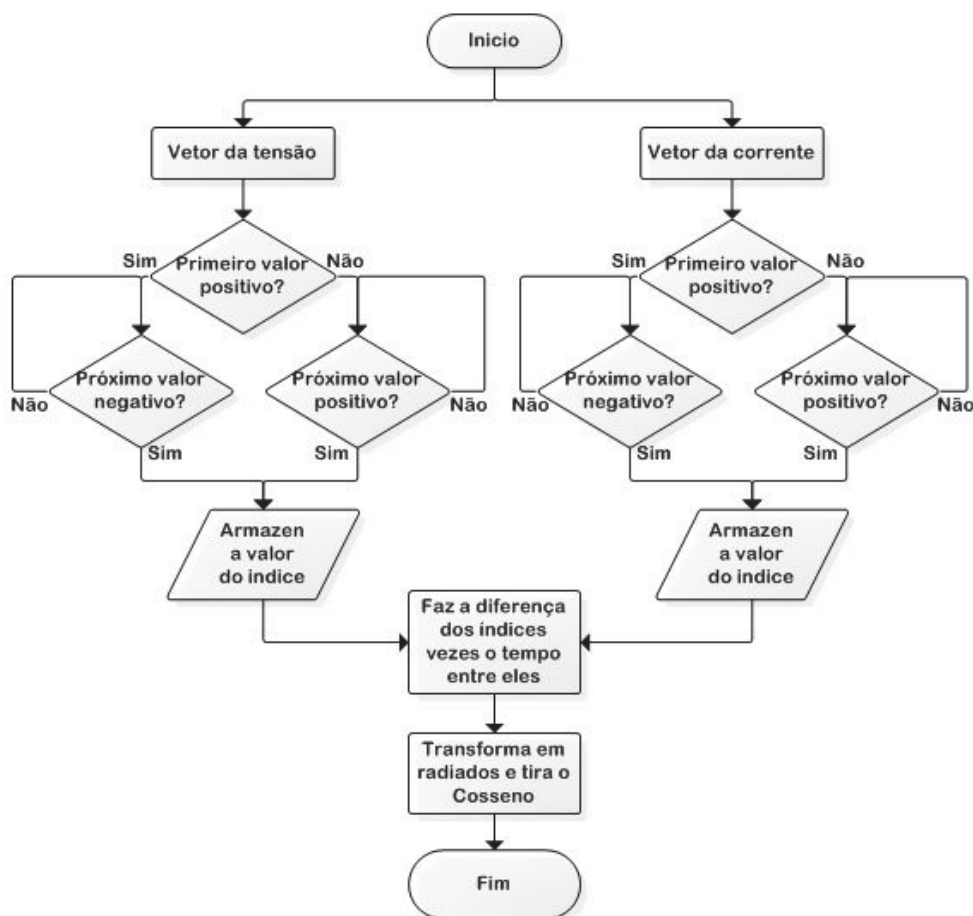 Inicio
Vetor da tensão
Vetor da corrente
Sim
Primeiro valor
positivo?
Não
Sim
Primeiro valor
positivo?
Não
Próximo valor
negativo?
Não
Sim
Próximo valor
positivo?
Não
Sim
Próximo valor
negativo?
Não
Sim
Próximo valor
positivo?
Não
Sim
Armazen
a valor
do indice
Armazen
a valor
do indice
Faz a diferença
dos índices
vezes o tempo
entre eles
Transforma em
radiados e tira o
Cosseno
Fim